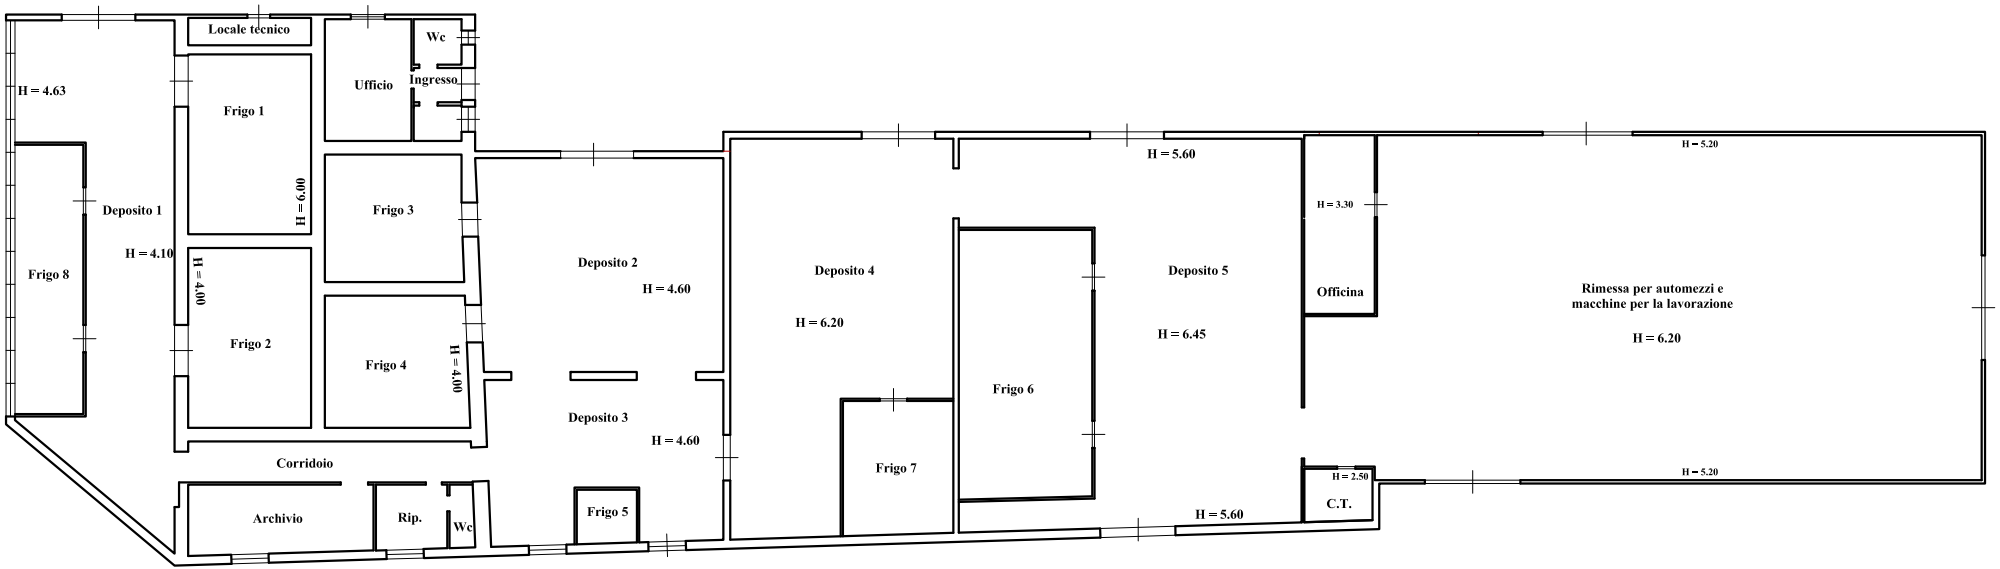 Locale tecnico
Wc
Ufficio
Ingresso
H = 4.63
Frigo 1
H = 6.00
Deposito 1
H = 4.10
Frigo 8
Frigo 3
H = 4.00
Frigo 2
Frigo 4
H = 4.00
Corridoio
Archivio
Rip.
Wc
Deposito 2
H = 4.60
Deposito 3
H = 4.60
Frigo 5
Deposito 4
H = 6.20
Frigo 7
H = 5.60
Deposito 5
H = 6.45
Frigo 6
H = 5.60
H = 3.30
Officina
H = 2.50
C.T.
H = 5.20
Rimessa per automezzi e
macchine per la lavorazione
H = 6.20
H = 5.20